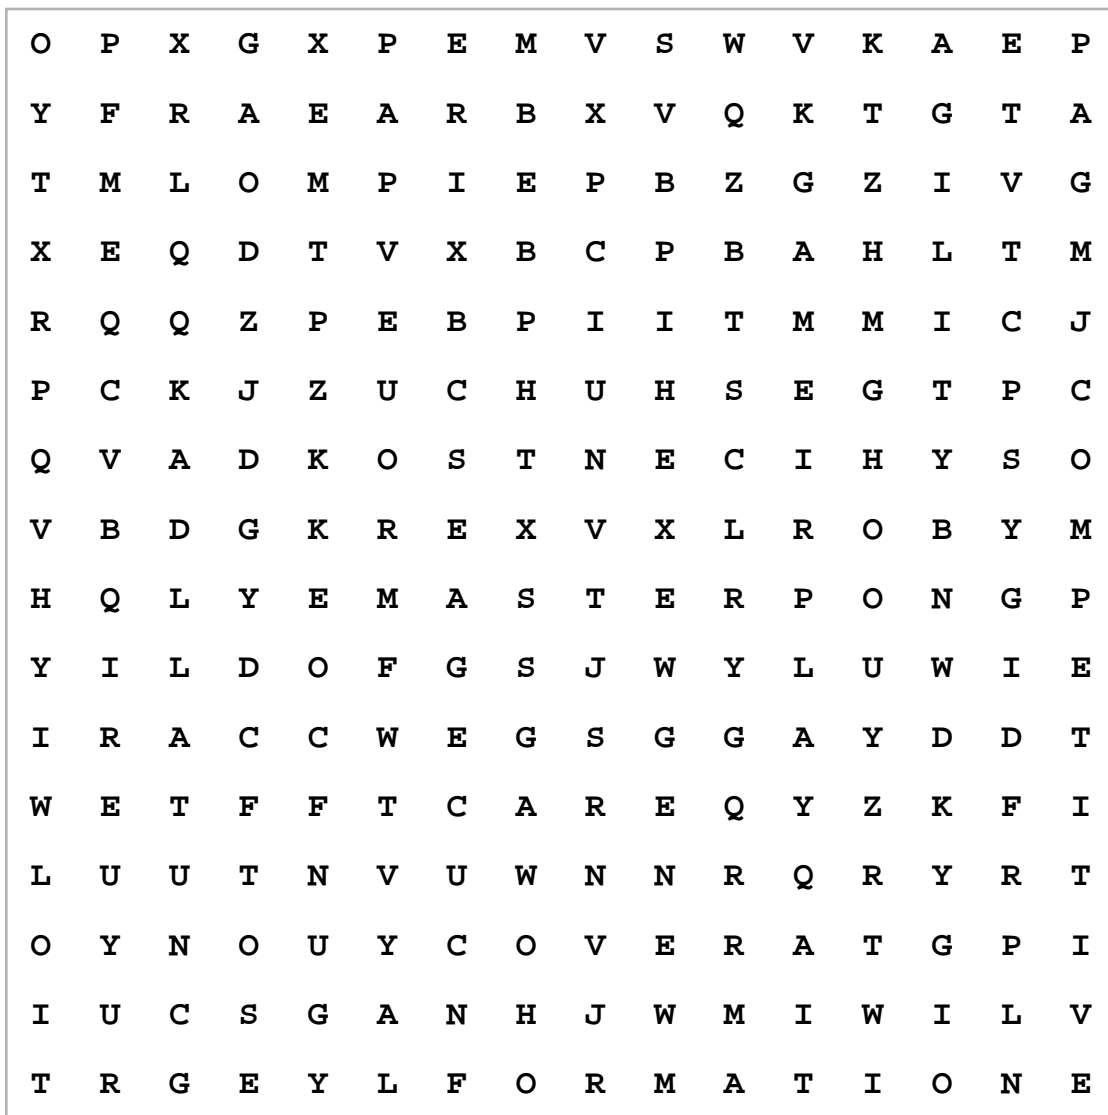 O P X G X P E M V S W V K A E P
Y F R A E A R B X V Q K T G T A
T M L O M P I E P B Z G Z I V G
X E Q D T V X B C P B A H L T M
R Q Q Z P E B P I I T M M I C J
P C K J Z U C H U H S E G T P C
Q V A D K O S T N E C I H Y S O
V B D G K R E X V X L R O B Y M
H Q L Y E M A S T E R P O N G P
Y I L D O F G S J W Y L U W I E
I R A C C W E G S G G A Y D D T
W E T F F T C A R E Q Y Z K F I
L U U T N V U W N N R Q R Y R T
O Y N O U Y C O V E R A T G P I
I U C S G A N H J W M I W I L V
T R G E Y L F O R M A T I O N E